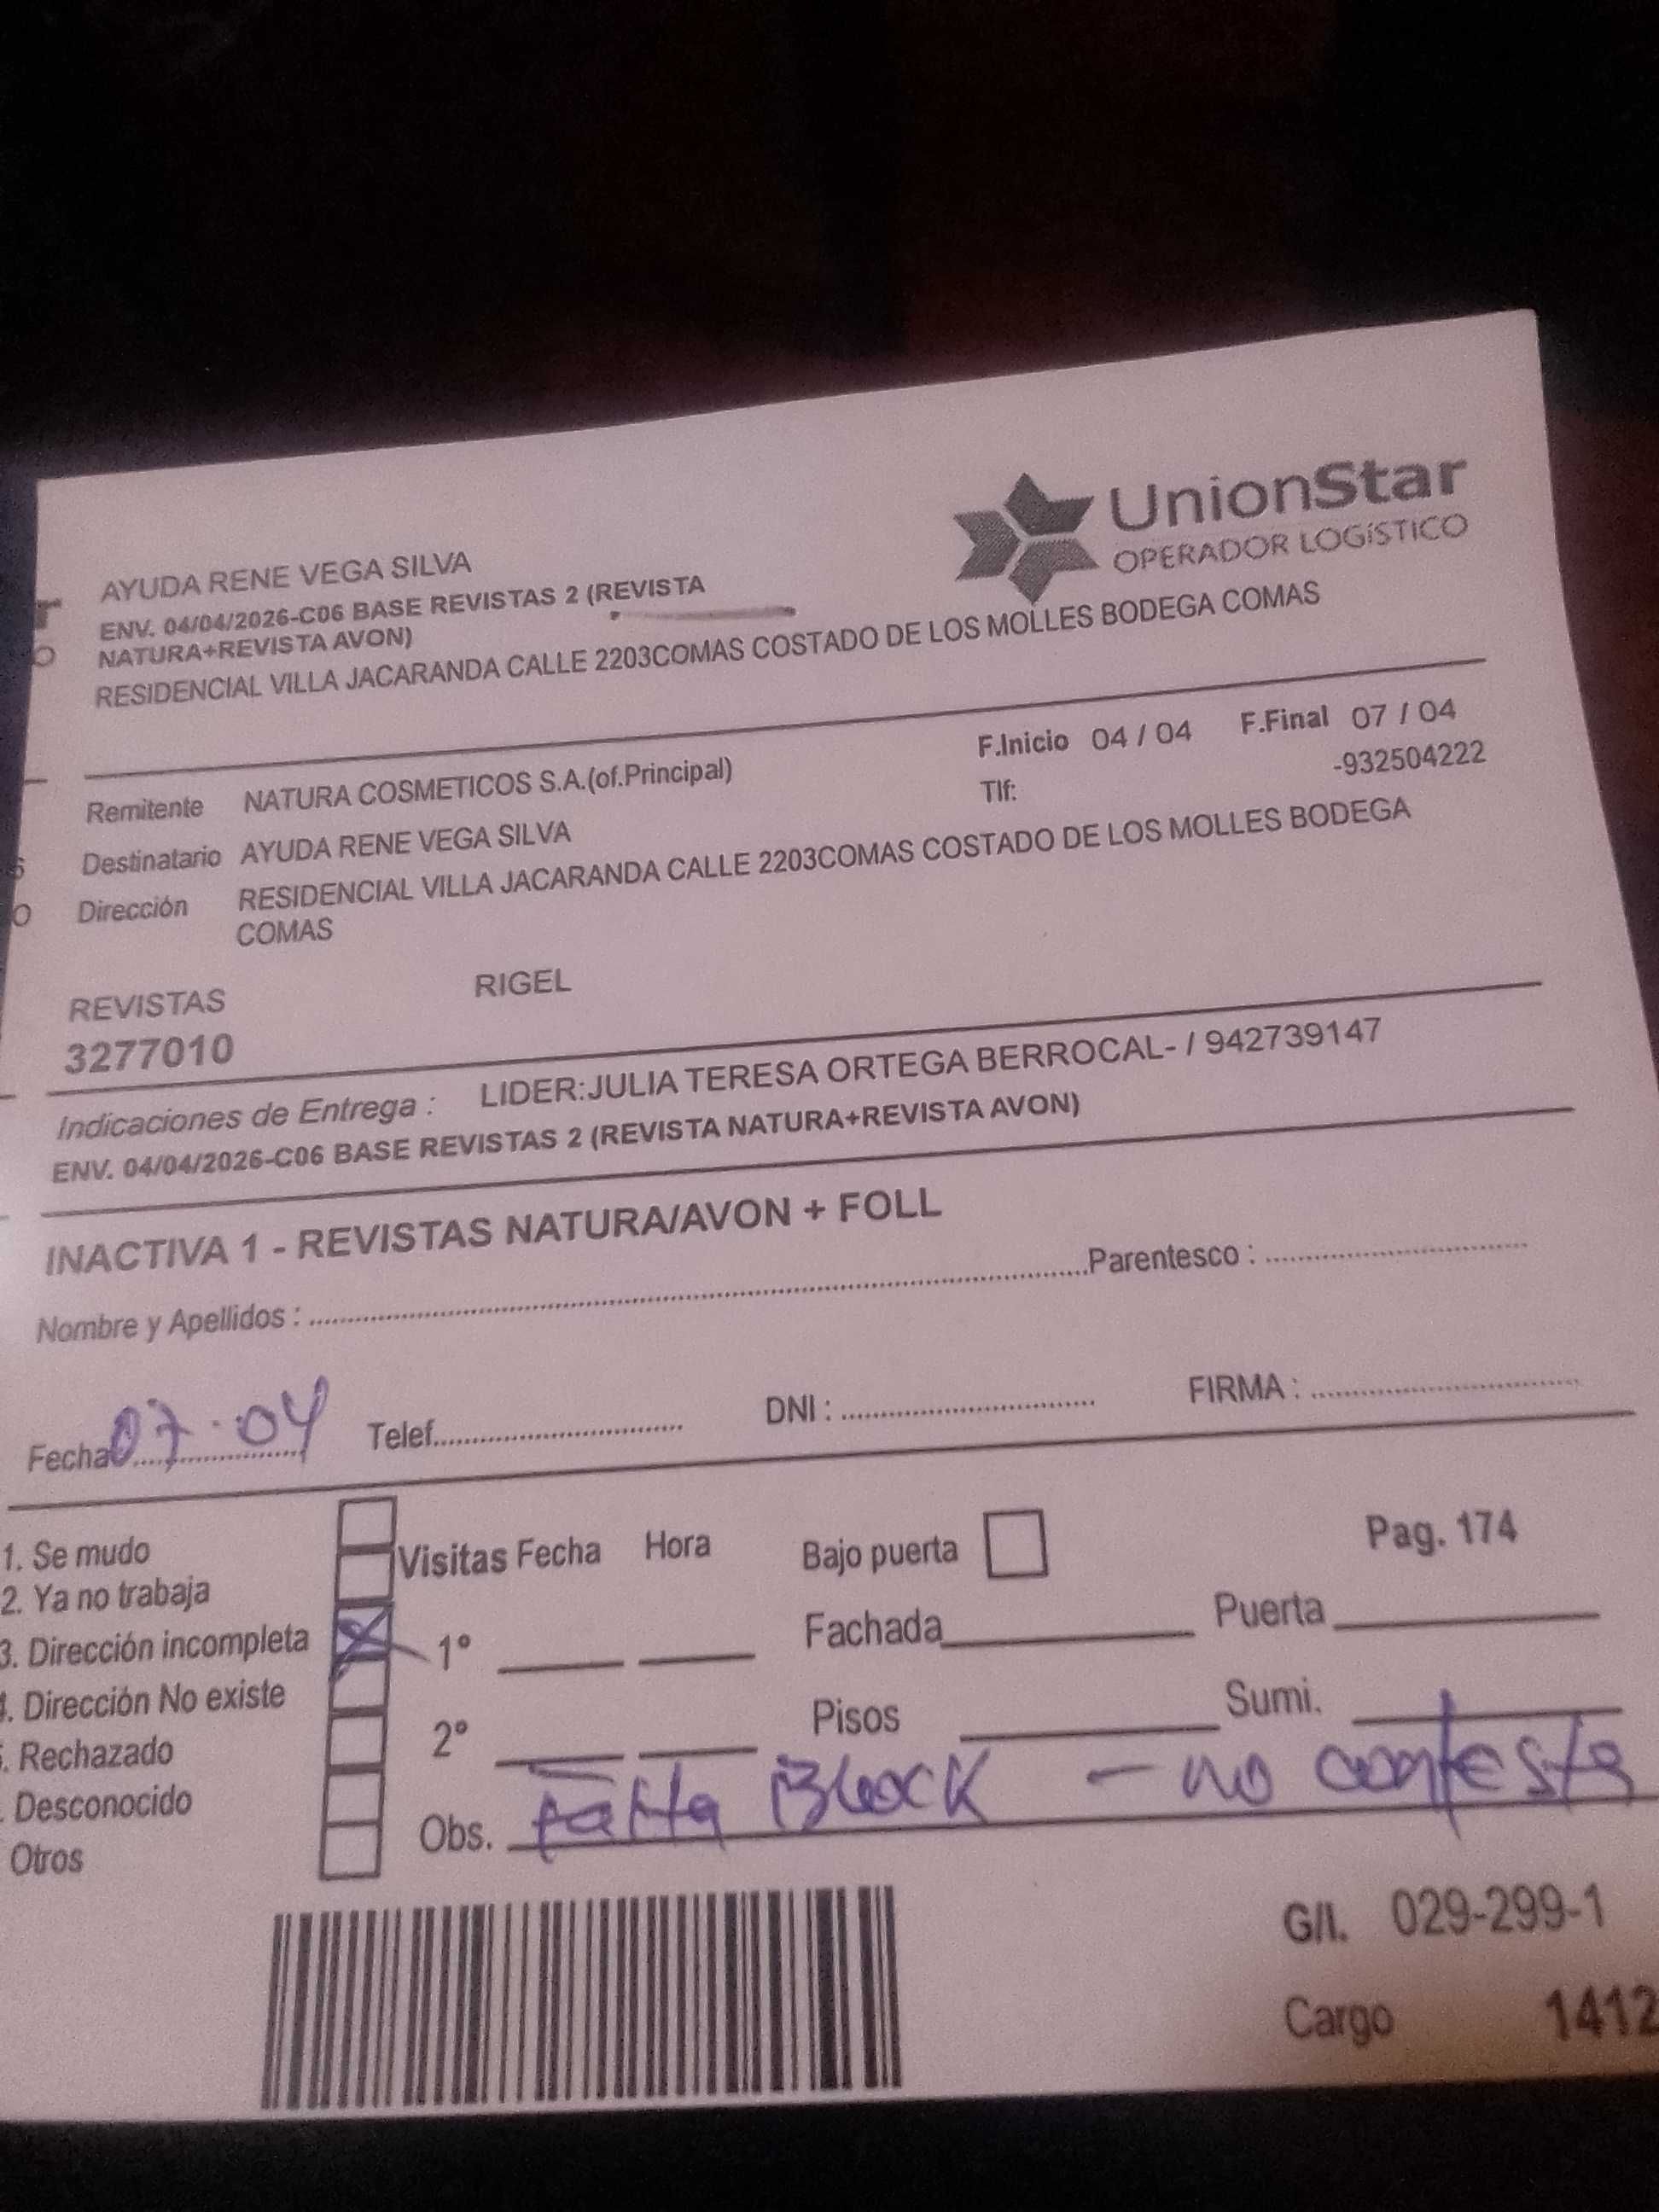 UnionStar
OPERADOR LOGÍSTICO
AYUDA RENE VEGA SILVA
ENV. 04/04/2026-C06 BASE REVISTAS 2 (REVISTA
NATURA+REVISTA AVON)
RESIDENCIAL VILLA JACARANDA CALLE 2203COMAS COSTADO DE LOS MOLLES BODEGA COMAS
F.Inicio 04 / 04 F.Final 07 / 04
Remitente NATURA COSMETICOS S.A.(of.Principal) Tlf: -932504222
Destinatario AYUDA RENE VEGA SILVA
Dirección RESIDENCIAL VILLA JACARANDA CALLE 2203COMAS COSTADO DE LOS MOLLES BODEGA
COMAS
REVISTAS RIGEL
3277010
Indicaciones de Entrega : LIDER:JULIA TERESA ORTEGA BERROCAL- / 942739147
ENV. 04/04/2026-C06 BASE REVISTAS 2 (REVISTA NATURA+REVISTA AVON)
INACTIVA 1 - REVISTAS NATURA/AVON + FOLL
Nombre y Apellidos : Parentesco :
Fecha 07.04 Telef. DNI : FIRMA :
1. Se mudo Visitas Fecha Hora Bajo puerta Pag. 174
2. Ya no trabaja
3. Dirección incompleta 1° Fachada Puerta
. Dirección No existe
. Rechazado 2° Pisos Sumi.
. Desconocido
Otros Obs. Falta Block - no contesta
G/I. 029-299-1
Cargo 1412